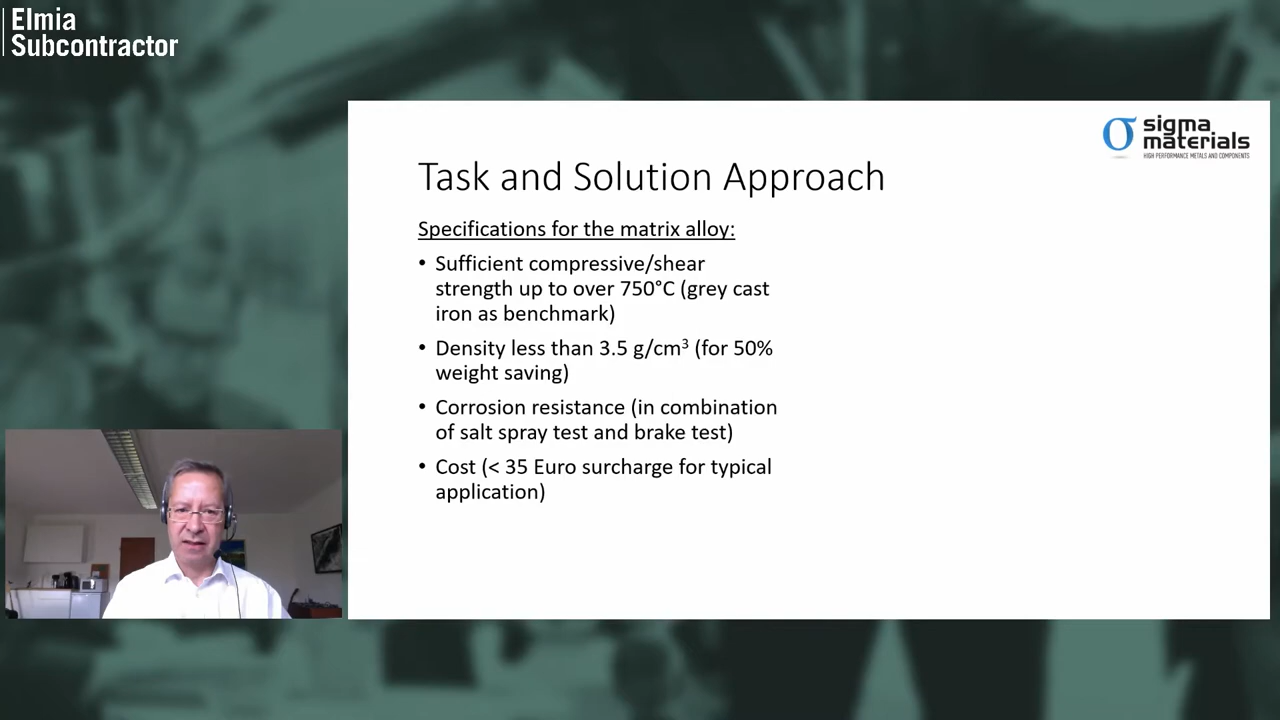 Elmia
Subcontractor
sigma
materials
HIGH PERFORMANCE METALS AND COMPONENTS
Task and Solution Approach
Specifications for the matrix alloy:
• Sufficient compressive/shear
strength up to over 750°C (grey cast
iron as benchmark)
• Density less than 3.5 g/cm³ (for 50%
weight saving)
• Corrosion resistance (in combination
of salt spray test and brake test)
• Cost (< 35 Euro surcharge for typical
application)